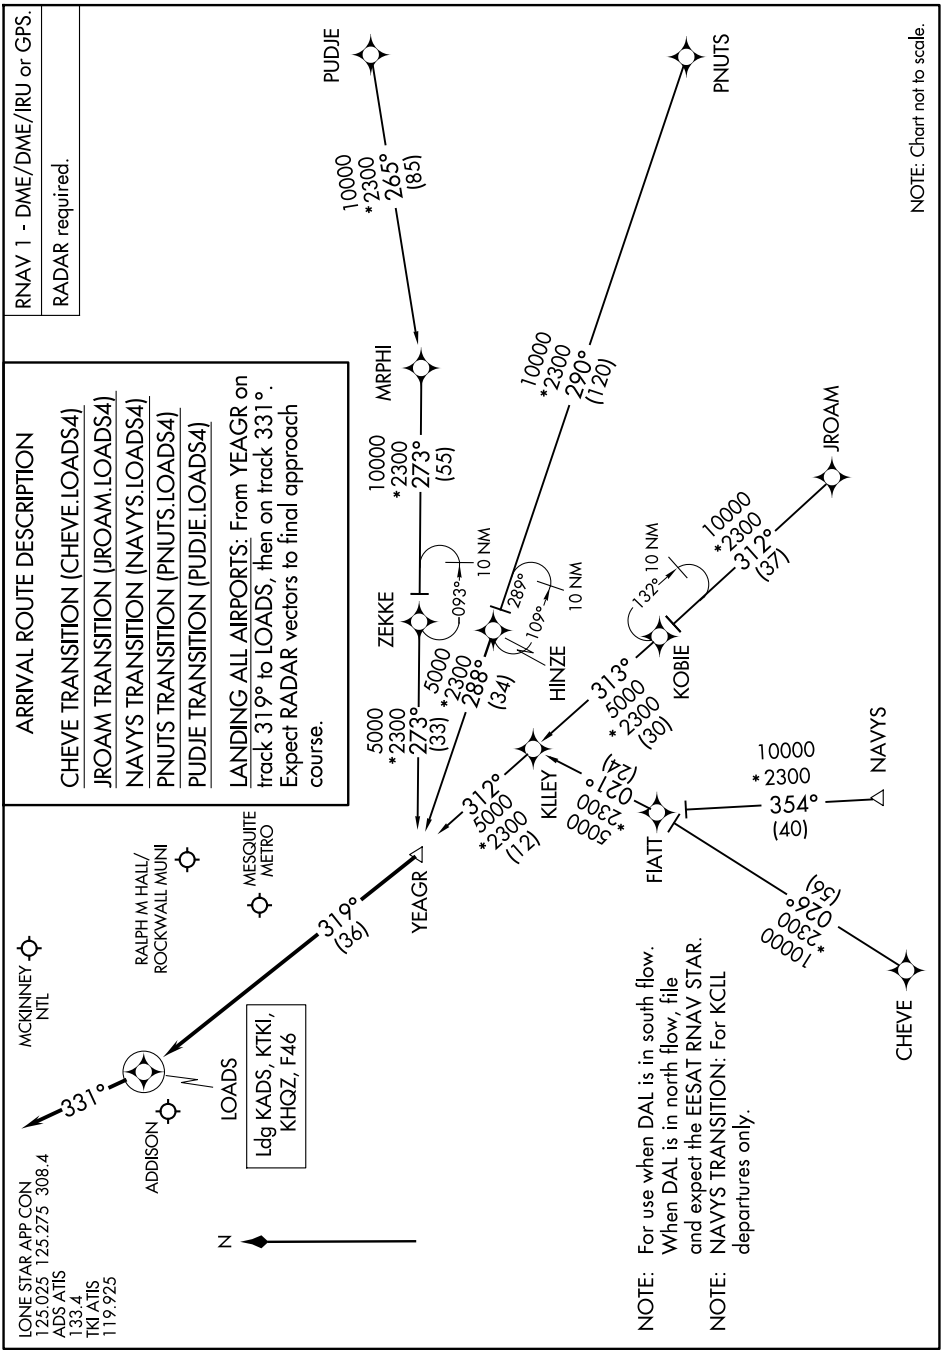 LONE STAR APP CON
125.025 125.275 308.4
ADS ATIS
133.4
TKI ATIS
119.925
331°
MCKINNEY
NTL
RALPH M HALL/
ROCKWALL MUNI
MESQUITE
METRO
ADDISON
LOADS
Ldg KADS, KTKI,
KHQZ, F46
N
319°
(36)
YEAGR
ARRIVAL ROUTE DESCRIPTION
CHEVE TRANSITION (CHEVE.LOADS4)
JROAM TRANSITION (JROAM.LOADS4)
NAVYS TRANSITION (NAVYS.LOADS4)
PNUTS TRANSITION (PNUTS.LOADS4)
PUDJE TRANSITION (PUDJE.LOADS4)
LANDING ALL AIRPORTS: From YEAGR on
track 319° to LOADS, then on track 331°.
Expect RADAR vectors to final approach
course.
RNAV 1 - DME/DME/IRU or GPS.
RADAR required.
PUDJE
10000
*2300
265°
(85)
MRPHI
10000
*2300
273°
(55)
ZEKKE
093°
10 NM
5000
*2300
273°
(33)
5000
*2300
288°
(34)
HINZE
289°
109°
10 NM
10000
*2300
290°
(120)
PNUTS
312°
5000
*2300
(12)
KLLEY
313°
5000
*2300
(30)
KOBIE
132°
10 NM
10000
*2300
312°
(37)
JROAM
(24)
021°
*2300
5000
FIATT
10000
*2300
354°
(40)
NAVYS
(56)
026°
*2300
10000
CHEVE
NOTE: For use when DAL is in south flow.
When DAL is in north flow, file
and expect the EESAT RNAV STAR.
NOTE: NAVYS TRANSITION: For KCLL
departures only.
NOTE: Chart not to scale.